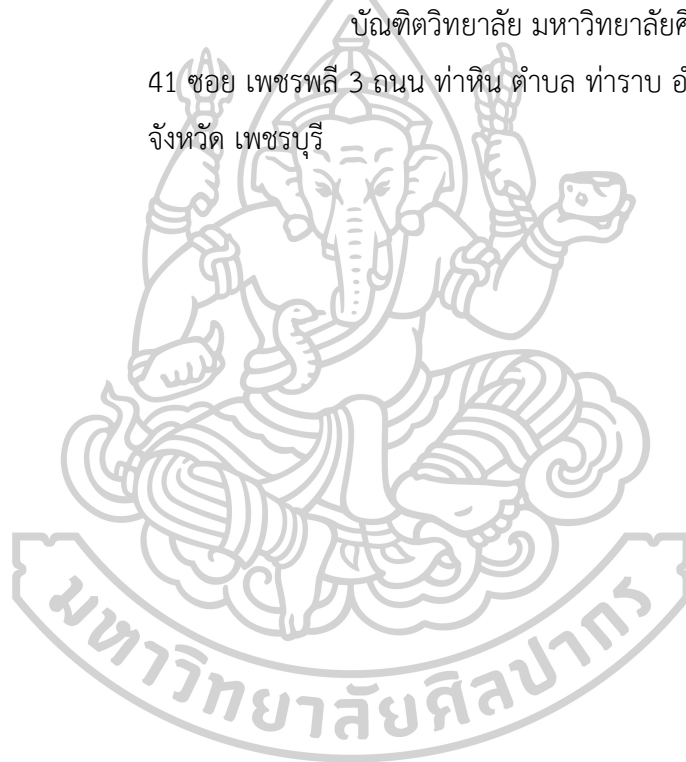 บัณฑิตวิทยาลัย มหาวิทยาลัย
41 ซอย เพชรพลี 3 ถนน ท่าหิน ตำบล ท่าราบ
จังหวัด เพชรบุรี
มหาวิทยาลัยศิลปากร